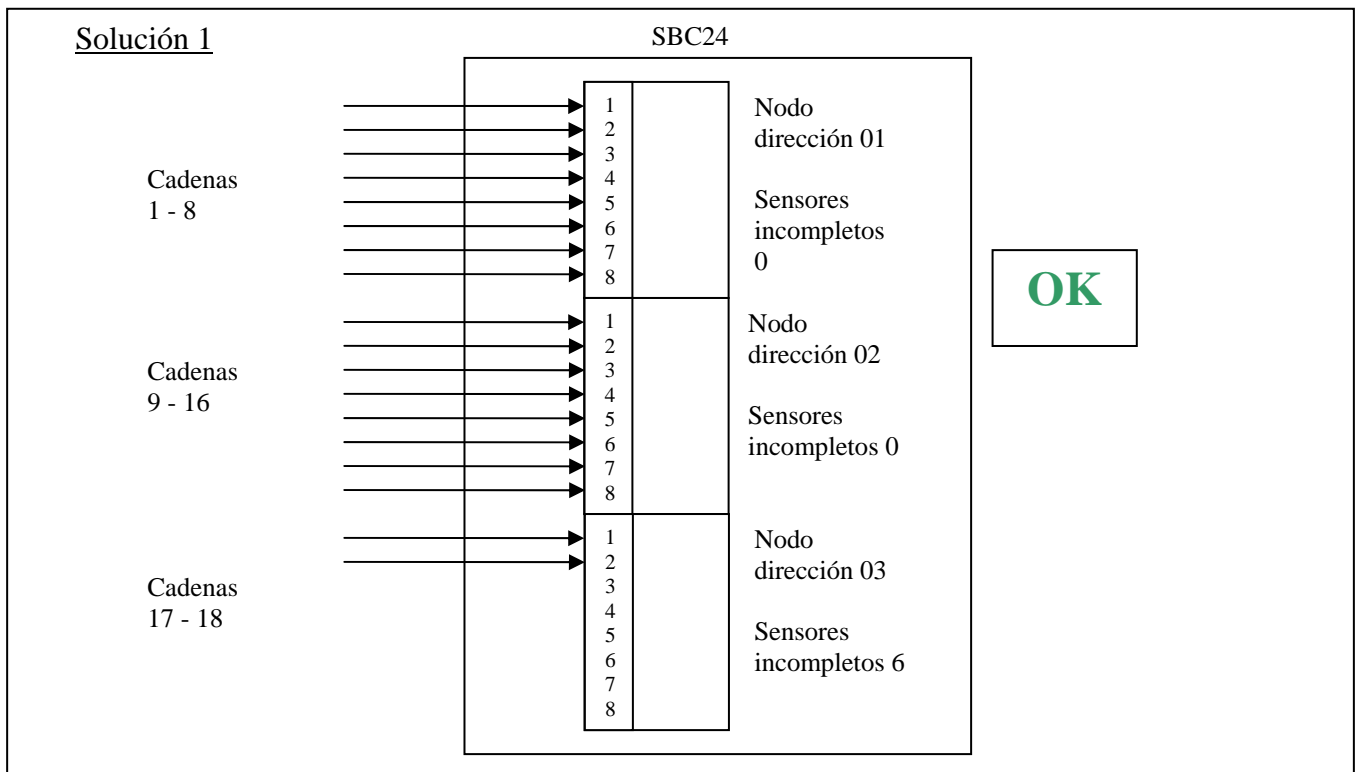 Solución 1
SBC24
Cadenas
1 - 8
1
2
3
4
5
6
7
8
Nodo
dirección 01
Sensores
incompletos
0
OK
Cadenas
9 - 16
1
2
3
4
5
6
7
8
Nodo
dirección 02
Sensores
incompletos 0
Cadenas
17 - 18
1
2
3
4
5
6
7
8
Nodo
dirección 03
Sensores
incompletos 6